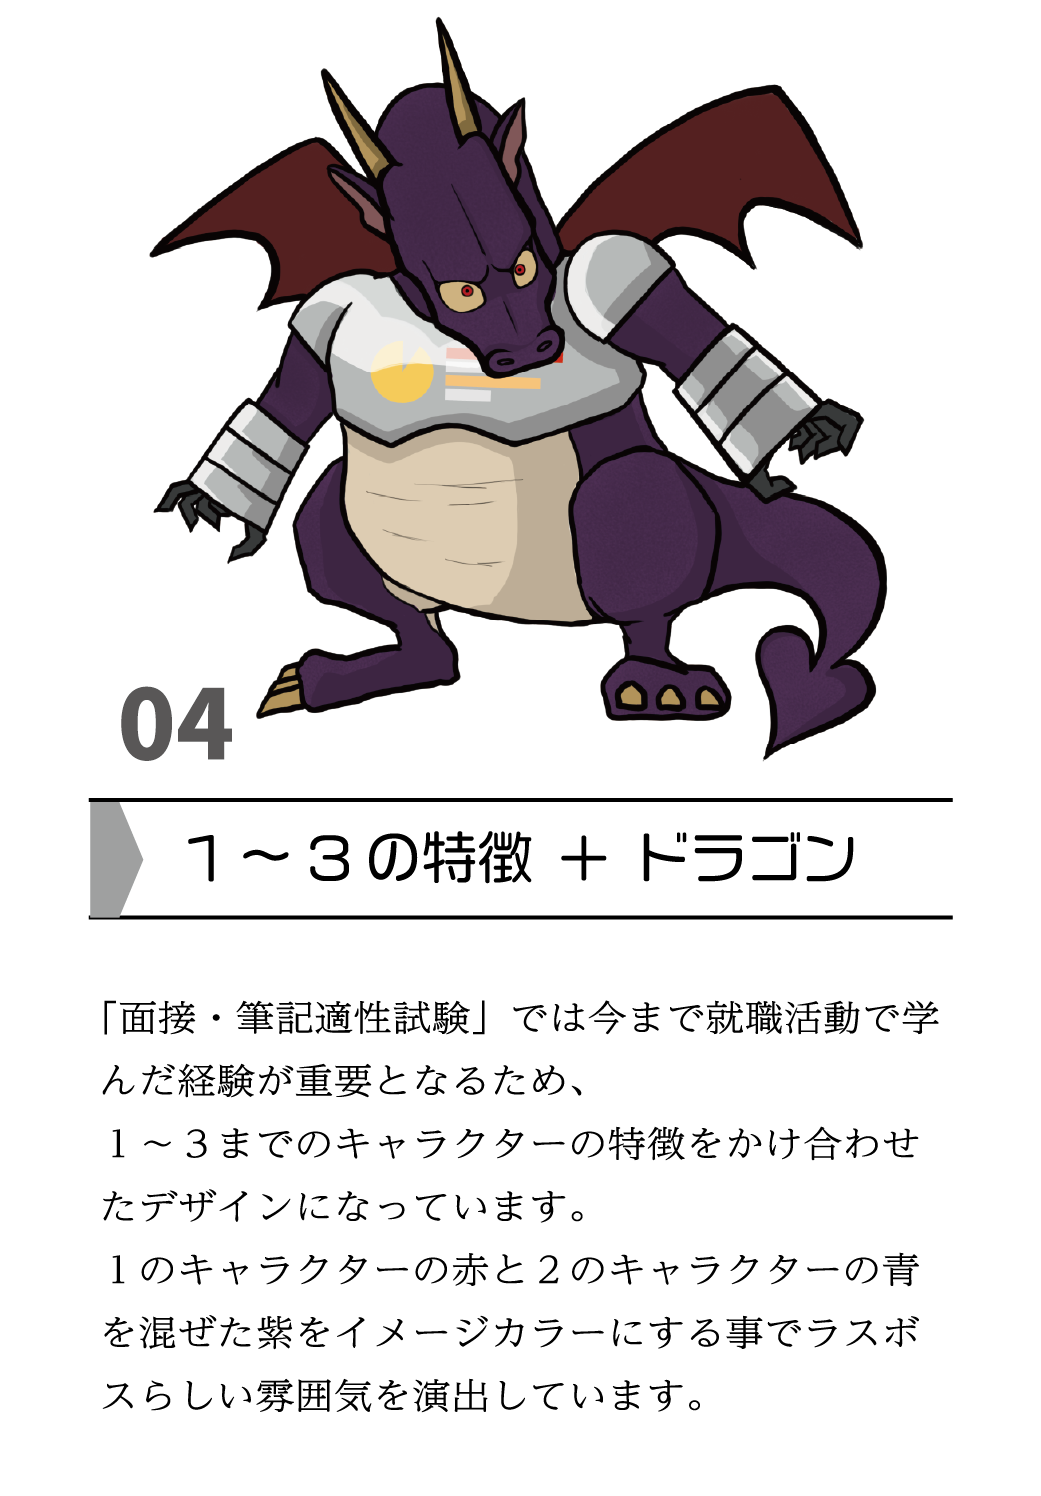 04
１～３の特徴 ＋ ドラゴン
「面接・筆記適性試験」では今まで就職活動で学
んだ経験が重要となるため、
１～３までのキャラクターの特徴をかけ合わせ
たデザインになっています。
１のキャラクターの赤と２のキャラクターの青
を混ぜた紫をイメージカラーにする事でラスボ
スらしい雰囲気を演出しています。